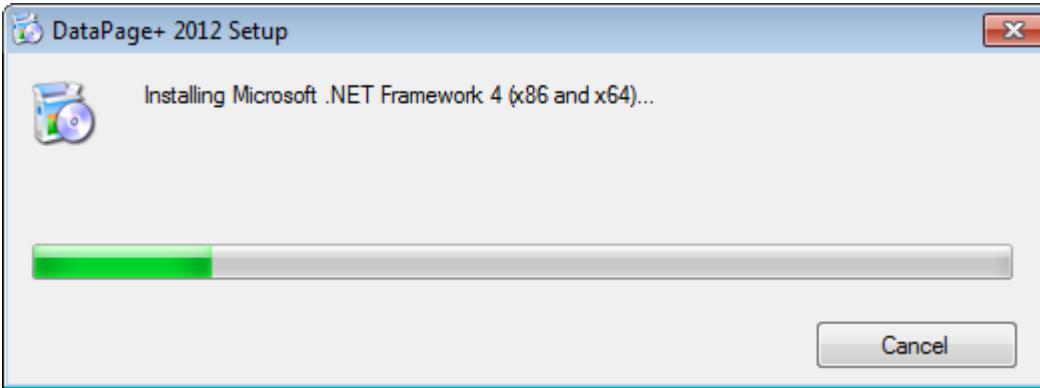 DataPage+ 2012 Setup
Installing Microsoft .NET Framework 4 (x86 and x64)...
Cancel